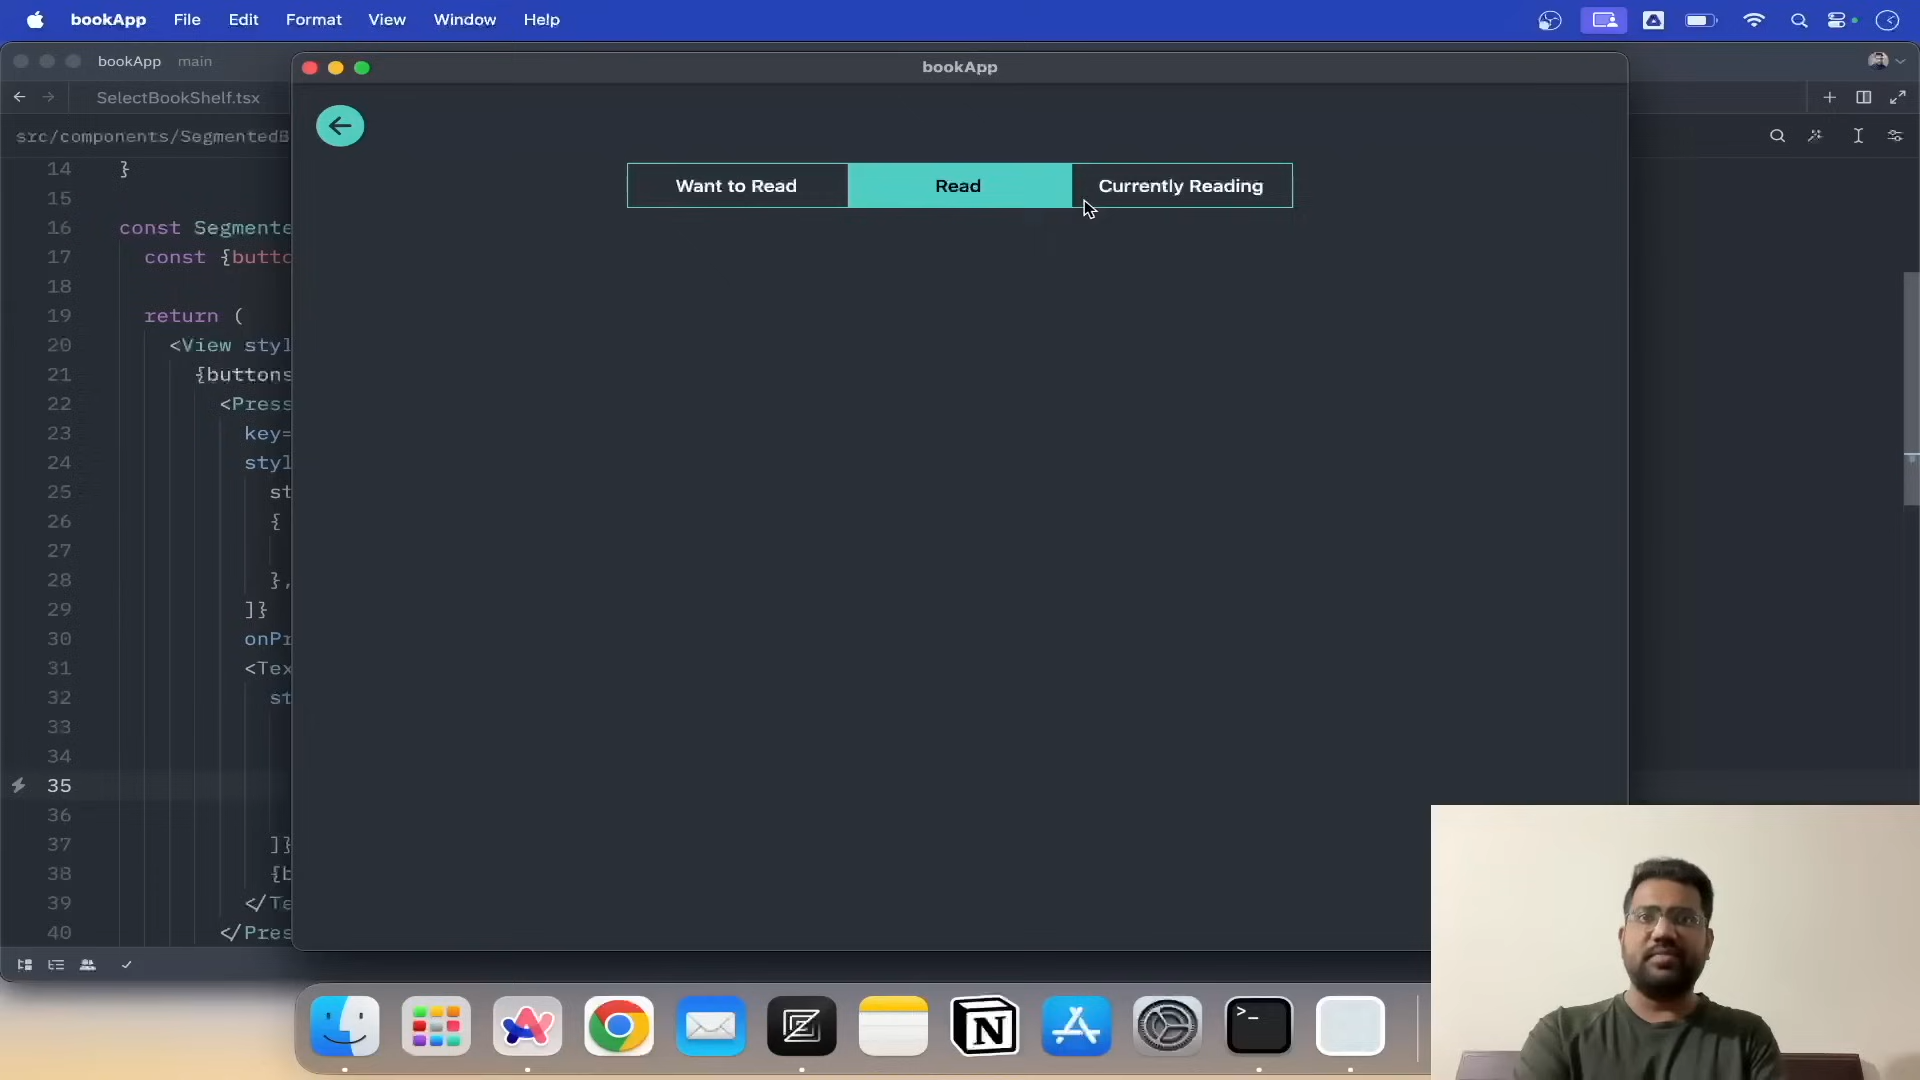 bookApp File Edit Format View Window Help
bookApp main
bookApp
SelectBookShelf.tsx
src/components/SegmentedB
Want to Read Read Currently Reading
14 }
15
16 const Segmente
17 const {butto
18
19 return (
20 <View styl
21 {buttons
22 <Press
23 key=
24 styl
25 st
26 {
27
28 },
29 ]}
30 onPr
31 <Tex
32 st
33
34
35
36
37 ]}
38 {b
39 </Te
40 </Pres